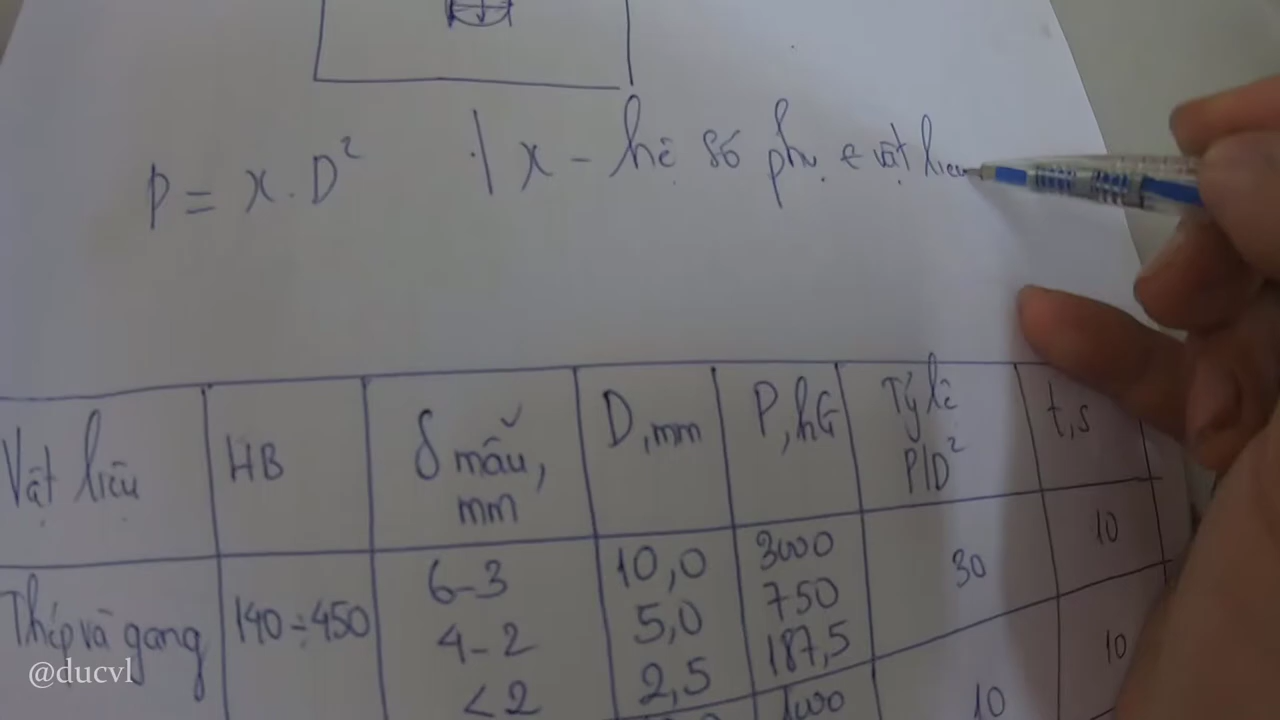 P = x.D² | x - hệ số phụ € vật liệu
Vật liệu HB δ mẫu, mm D, mm P, kG Tỷ lệ P/D² t, s
Thép và gang 140÷450 6-3 10,0 3000 30 10
4-2 5,0 750
<2 2,5 187,5
10 10
@ducvl